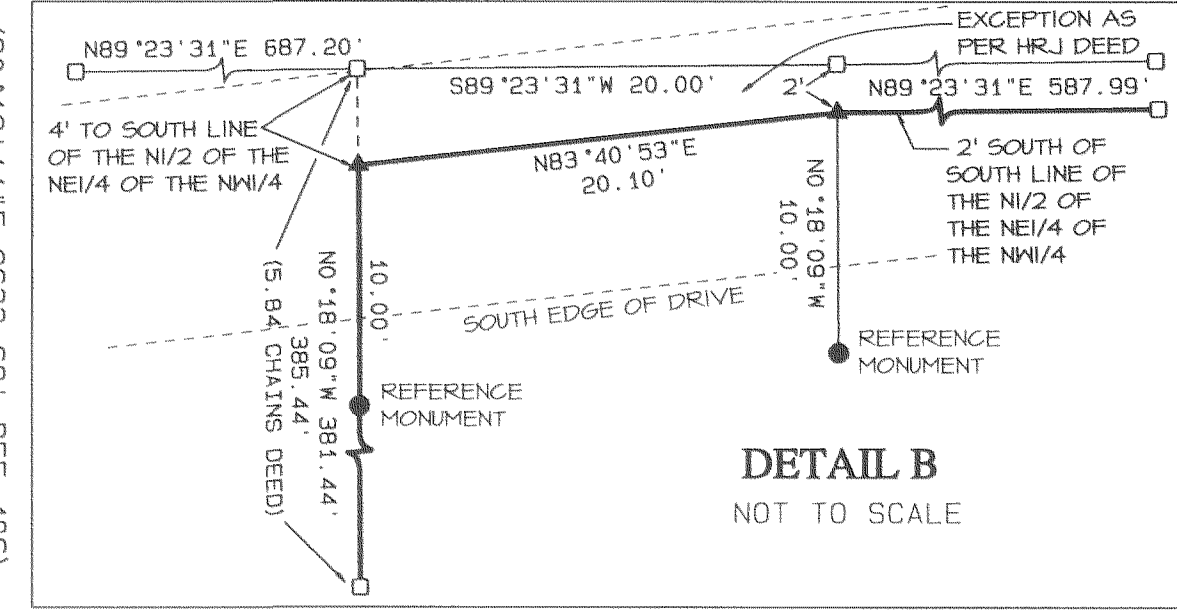 EXCEPTION AS
PER HRJ DEED
N89°23'31"E 687.20'
S89°23'31"W 20.00'
2'
N89°23'31"E 587.99'
4' TO SOUTH LINE
OF THE N1/2 OF THE
NE1/4 OF THE NW1/4
N83°40'53"E
20.10'
2' SOUTH OF
SOUTH LINE OF
THE N1/2 OF
THE NE1/4 OF
THE NW1/4
N0°18'09"W
10.00'
SOUTH EDGE OF DRIVE
10.00'
N0°18'09"W 381.44'
385.44'
(5.84 CHAINS DEED)
REFERENCE
MONUMENT
REFERENCE
MONUMENT
DETAIL B
NOT TO SCALE